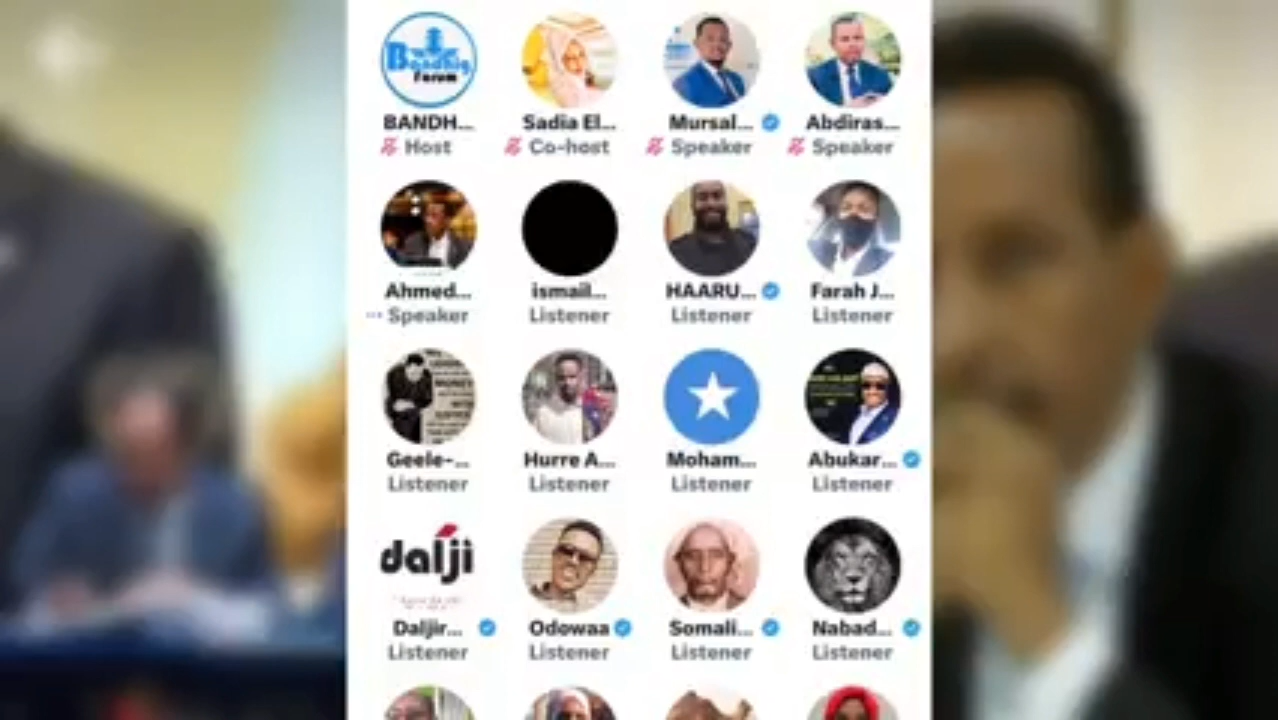 BANDH... Sadia El... Mursal... Abdiras...
Host Co-host Speaker Speaker
Ahmed... ismail... HAARU... Farah J...
Speaker Listener Listener Listener
MONEY
Geele-... Hurre A... Moham... Abukar...
Listener Listener Listener Listener
dalji
Daljir... Odowaa Somali... Nabad...
Listener Listener Listener Listener